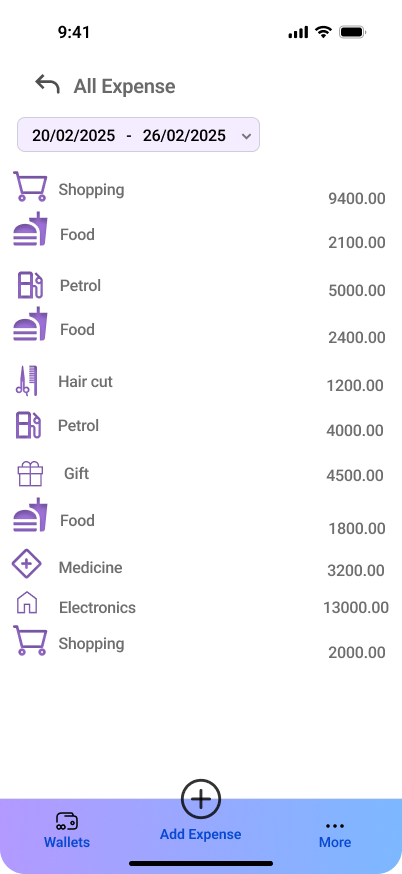 9:41
All Expense
20/02/2025 - 26/02/2025
Shopping 9400.00
Food 2100.00
Petrol 5000.00
Food 2400.00
Hair cut 1200.00
Petrol 4000.00
Gift 4500.00
Food 1800.00
Medicine 3200.00
Electronics 13000.00
Shopping 2000.00
Wallets Add Expense More